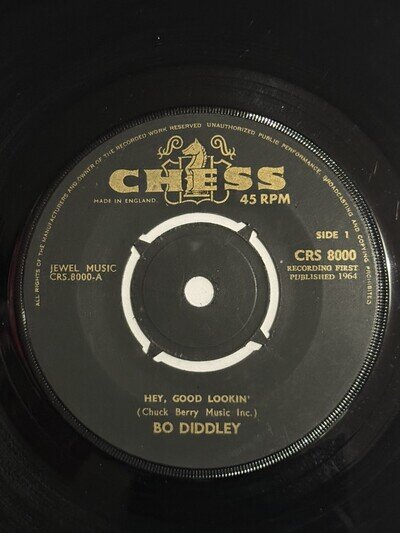 ALL RIGHTS OF THE MANUFACTURERS AND OWNER OF THE RECORDED WORK RESERVED UNAUTHORIZED PUBLIC PERFORMANCE, BROADCASTING AND COPYING PROHIBITED
CHESS
MADE IN ENGLAND.
45 RPM
SIDE 1
JEWEL MUSIC
CRS.8000-A
CRS 8000
RECORDING FIRST
PUBLISHED 1964
HEY, GOOD LOOKIN'
(Chuck Berry Music Inc.)
BO DIDDLEY